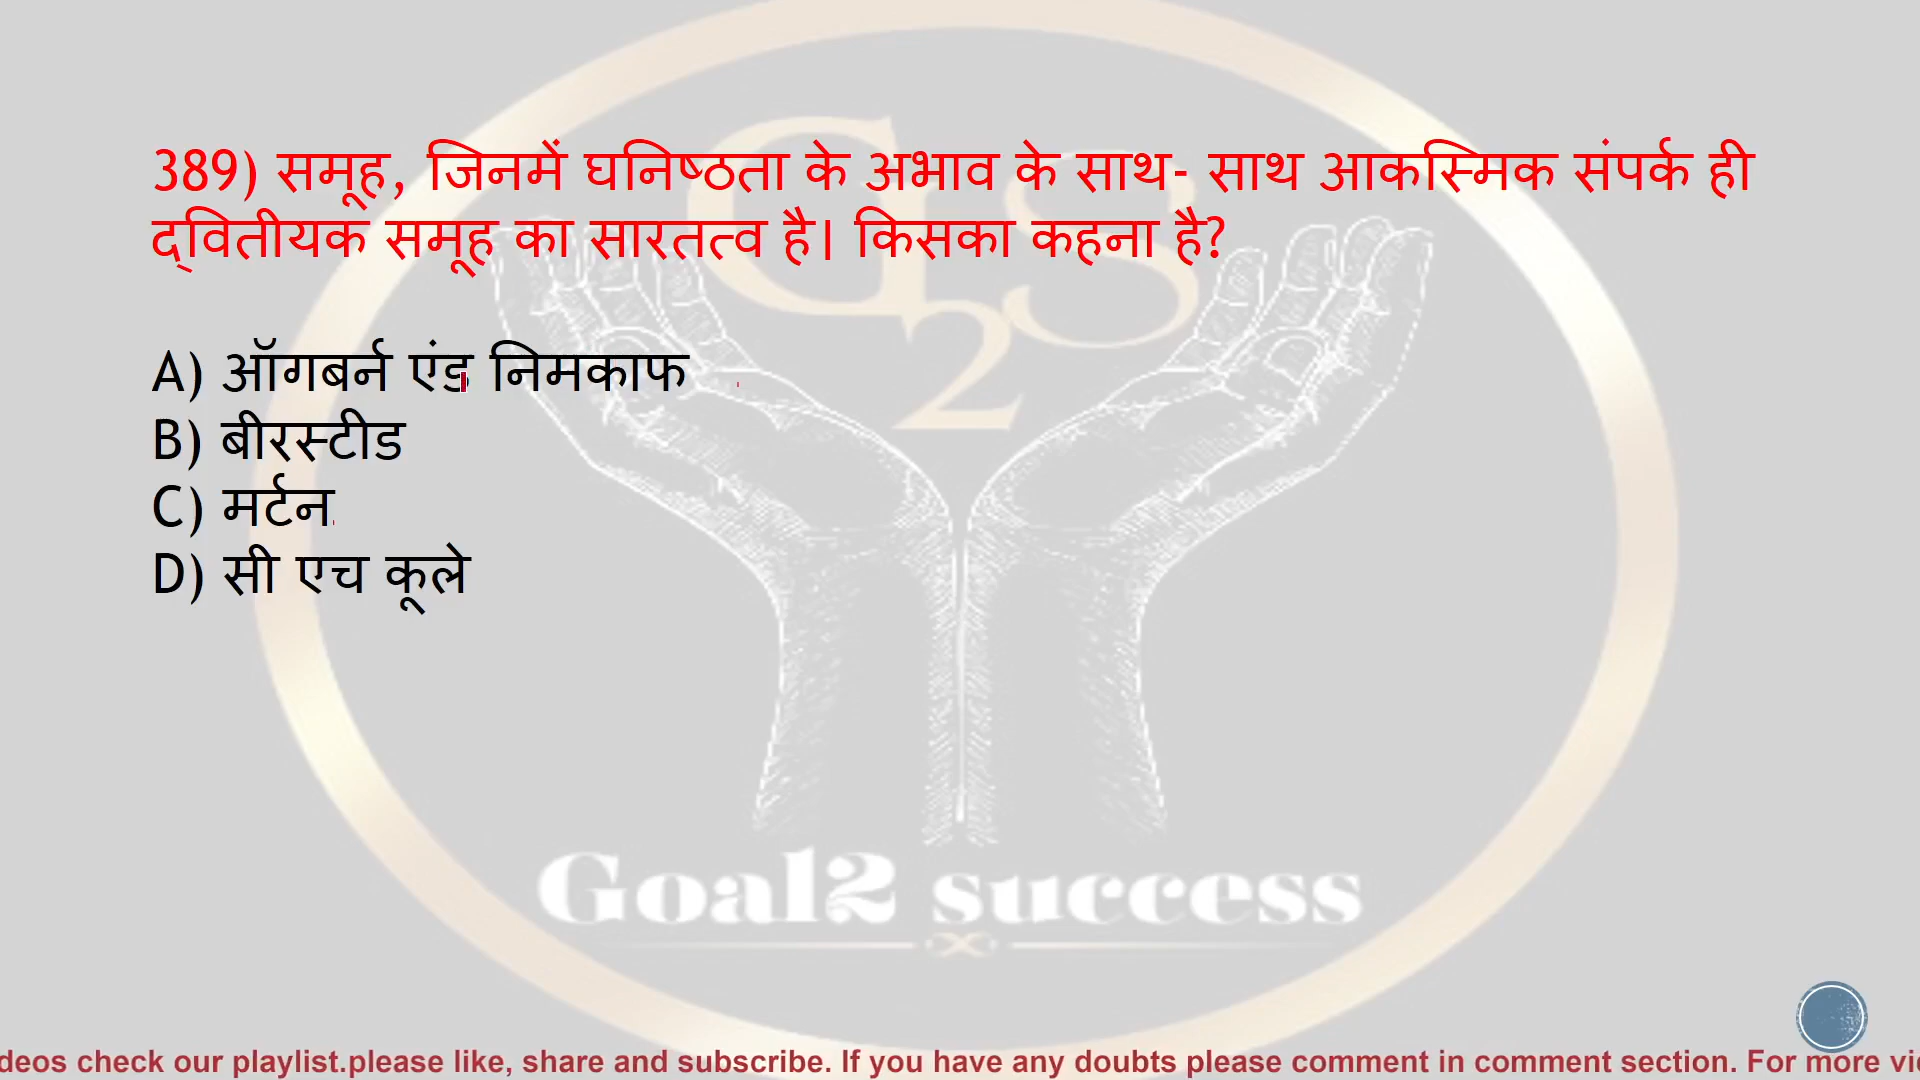 389) समूह, जिनमें घनिष्ठता के अभाव के साथ- साथ आकस्मिक संपर्क ही
द्वितीयक समूह का सारतत्व है। किसका कहना है?
A) ऑगबर्न एंड निमकाफ
B) बीरस्टीड
C) मर्टन
D) सी एच कूले
G2S
Goal2 success
deos check our playlist.please like, share and subscribe. If you have any doubts please comment in comment section. For more vi